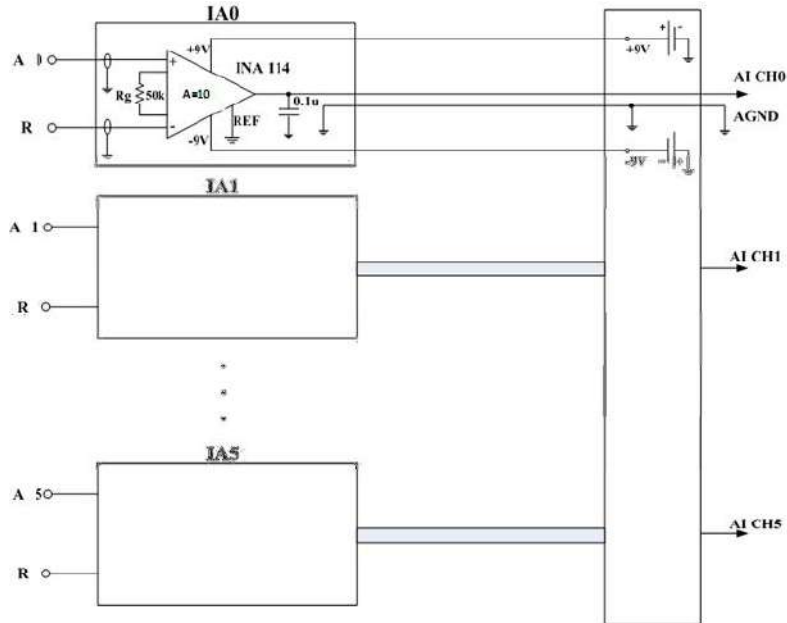 IA0
A 0
+9V
INA 114
+9V
+ -
AI CH0
Rg
50k
A=10
0.1u
REF
AGND
R
-9V
-9V
- +
IA1
A 1
AI CH1
R
IA5
A 5
AI CH5
R